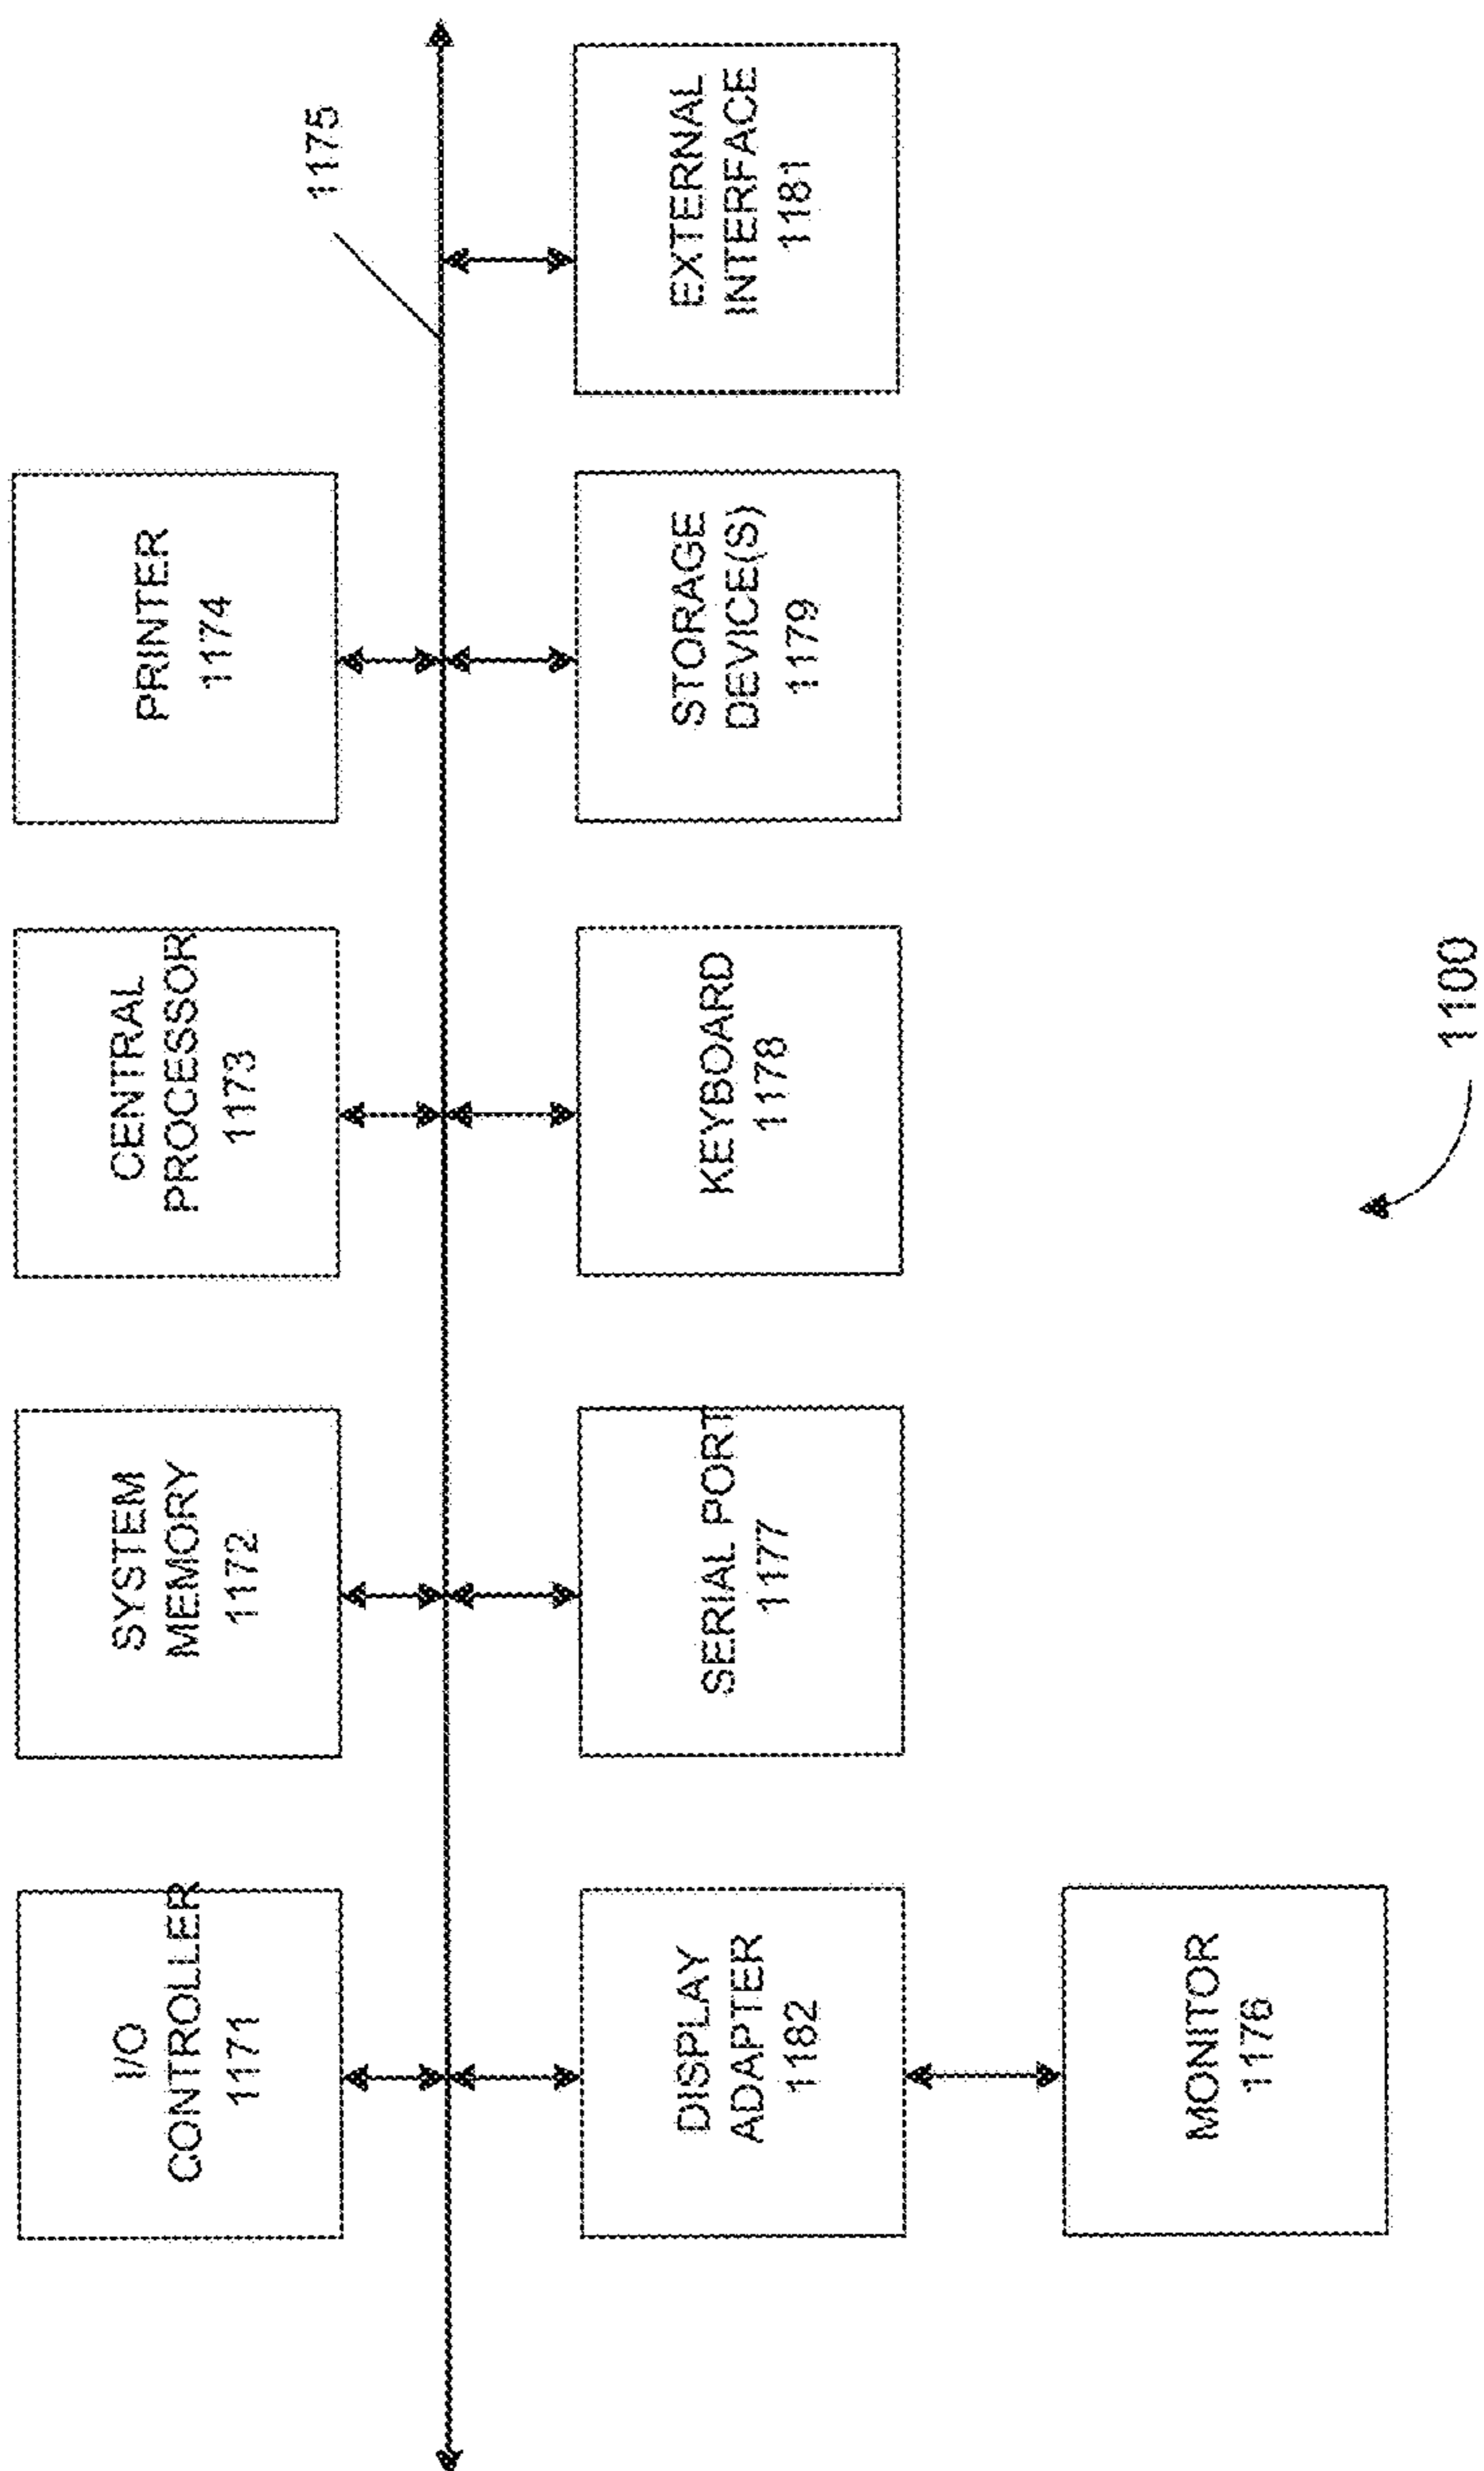 I/O
CONTROLLER
1171
SYSTEM
MEMORY
1172
CENTRAL
PROCESSOR
1173
PRINTER
1174
1175
DISPLAY
ADAPTER
1182
SERIAL PORT
1177
KEYBOARD
1178
STORAGE
DEVICE(S)
1179
EXTERNAL
INTERFACE
1181
MONITOR
1176
1100